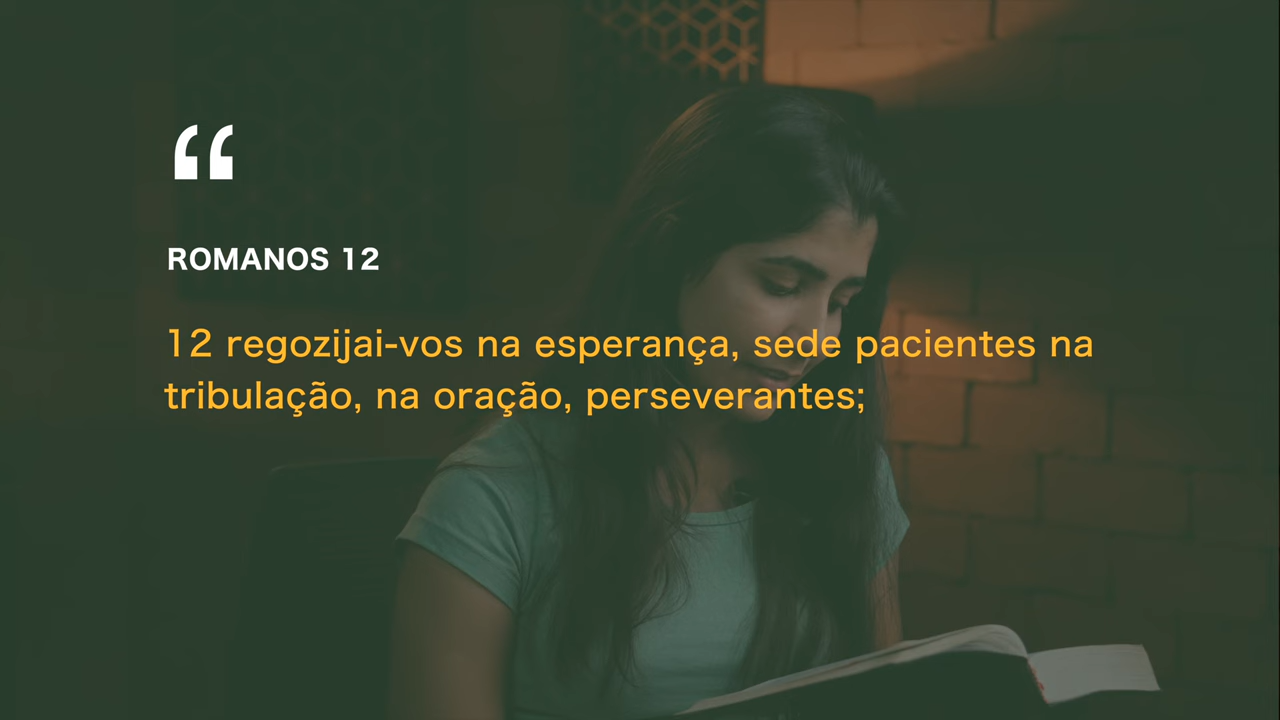 “
ROMANOS 12
12 regozijai-vos na esperança, sede pacientes na
tribulação, na oração, perseverantes;